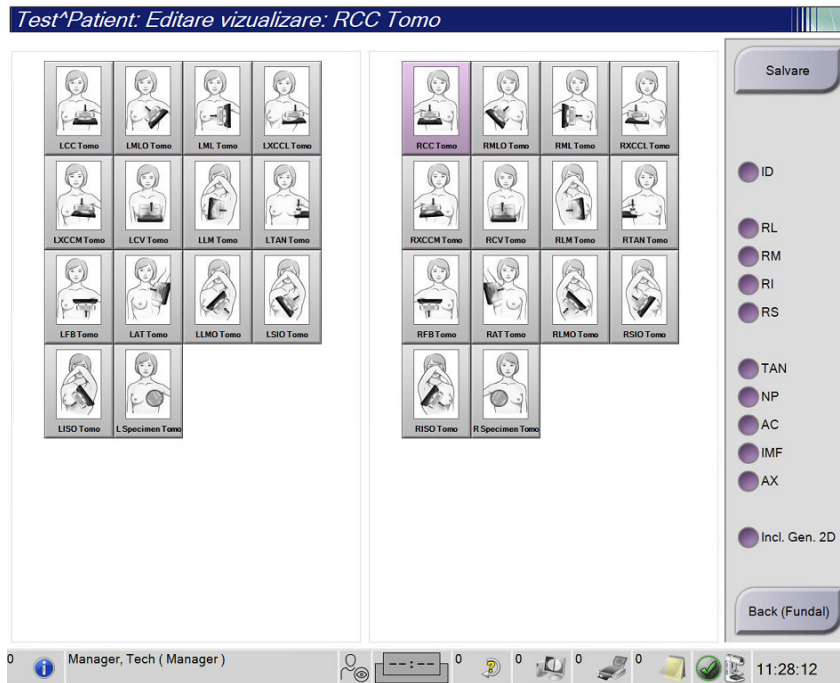 Test^Patient: Editare vizualizare: RCC Tomo
LCC Tomo LMLO Tomo LML Tomo LXCCL Tomo
LXCCM Tomo LCV Tomo LLM Tomo LTAN Tomo
LFB Tomo LAT Tomo LLMO Tomo LSIO Tomo
LISO Tomo L Specimen Tomo
RCC Tomo RMLO Tomo RML Tomo RXCCL Tomo
RXCCM Tomo RCV Tomo RLM Tomo RTAN Tomo
RFB Tomo RAT Tomo RLMO Tomo RSIO Tomo
RISO Tomo R Specimen Tomo
Salvare
ID
RL
RM
RI
RS
TAN
NP
AC
IMF
AX
Incl. Gen. 2D
Back (Fundal)
0 Manager, Tech ( Manager ) --:-- 0 0 0 0 11:28:12